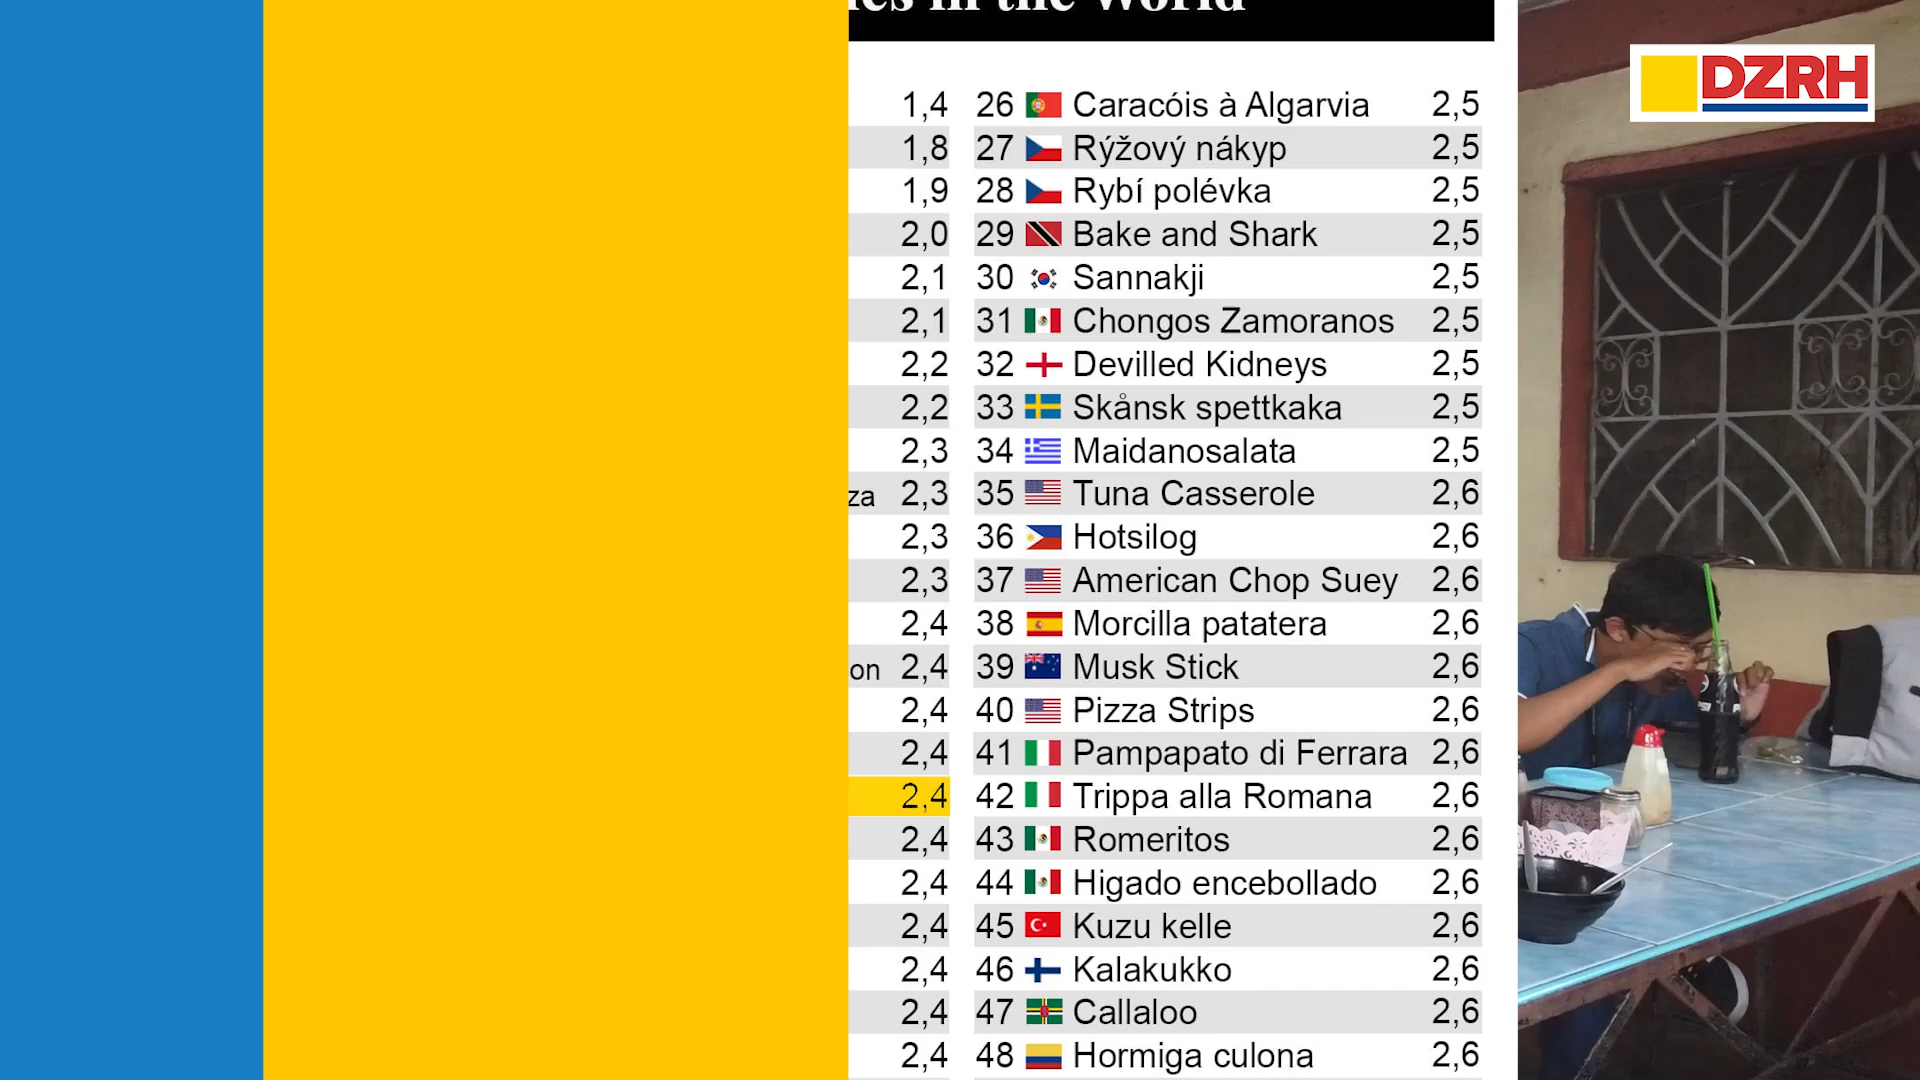 in the World
DZRH
1,4 26 Caracóis à Algarvia 2,5
1,8 27 Rýžový nákyp 2,5
1,9 28 Rybí polévka 2,5
2,0 29 Bake and Shark 2,5
2,1 30 Sannakji 2,5
2,1 31 Chongos Zamoranos 2,5
2,2 32 Devilled Kidneys 2,5
2,2 33 Skånsk spettkaka 2,5
2,3 34 Maidanosalata 2,5
za 2,3 35 Tuna Casserole 2,6
2,3 36 Hotsilog 2,6
2,3 37 American Chop Suey 2,6
2,4 38 Morcilla patatera 2,6
on 2,4 39 Musk Stick 2,6
2,4 40 Pizza Strips 2,6
2,4 41 Pampapato di Ferrara 2,6
2,4 42 Trippa alla Romana 2,6
2,4 43 Romeritos 2,6
2,4 44 Higado encebollado 2,6
2,4 45 Kuzu kelle 2,6
2,4 46 Kalakukko 2,6
2,4 47 Callaloo 2,6
2,4 48 Hormiga culona 2,6